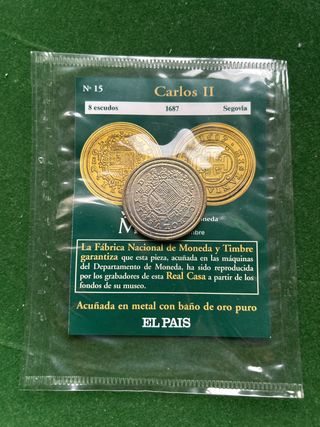 Nº 15
Carlos II
8 escudos 1687 Segovia
M
neda
mbre
La Fábrica Nacional de Moneda y Timbre
garantiza que esta pieza, acuñada en las máquinas
del Departamento de Moneda, ha sido reproducida
por los grabadores de esta Real Casa a partir de los
fondos de su museo.
Acuñada en metal con baño de oro puro
EL PAIS